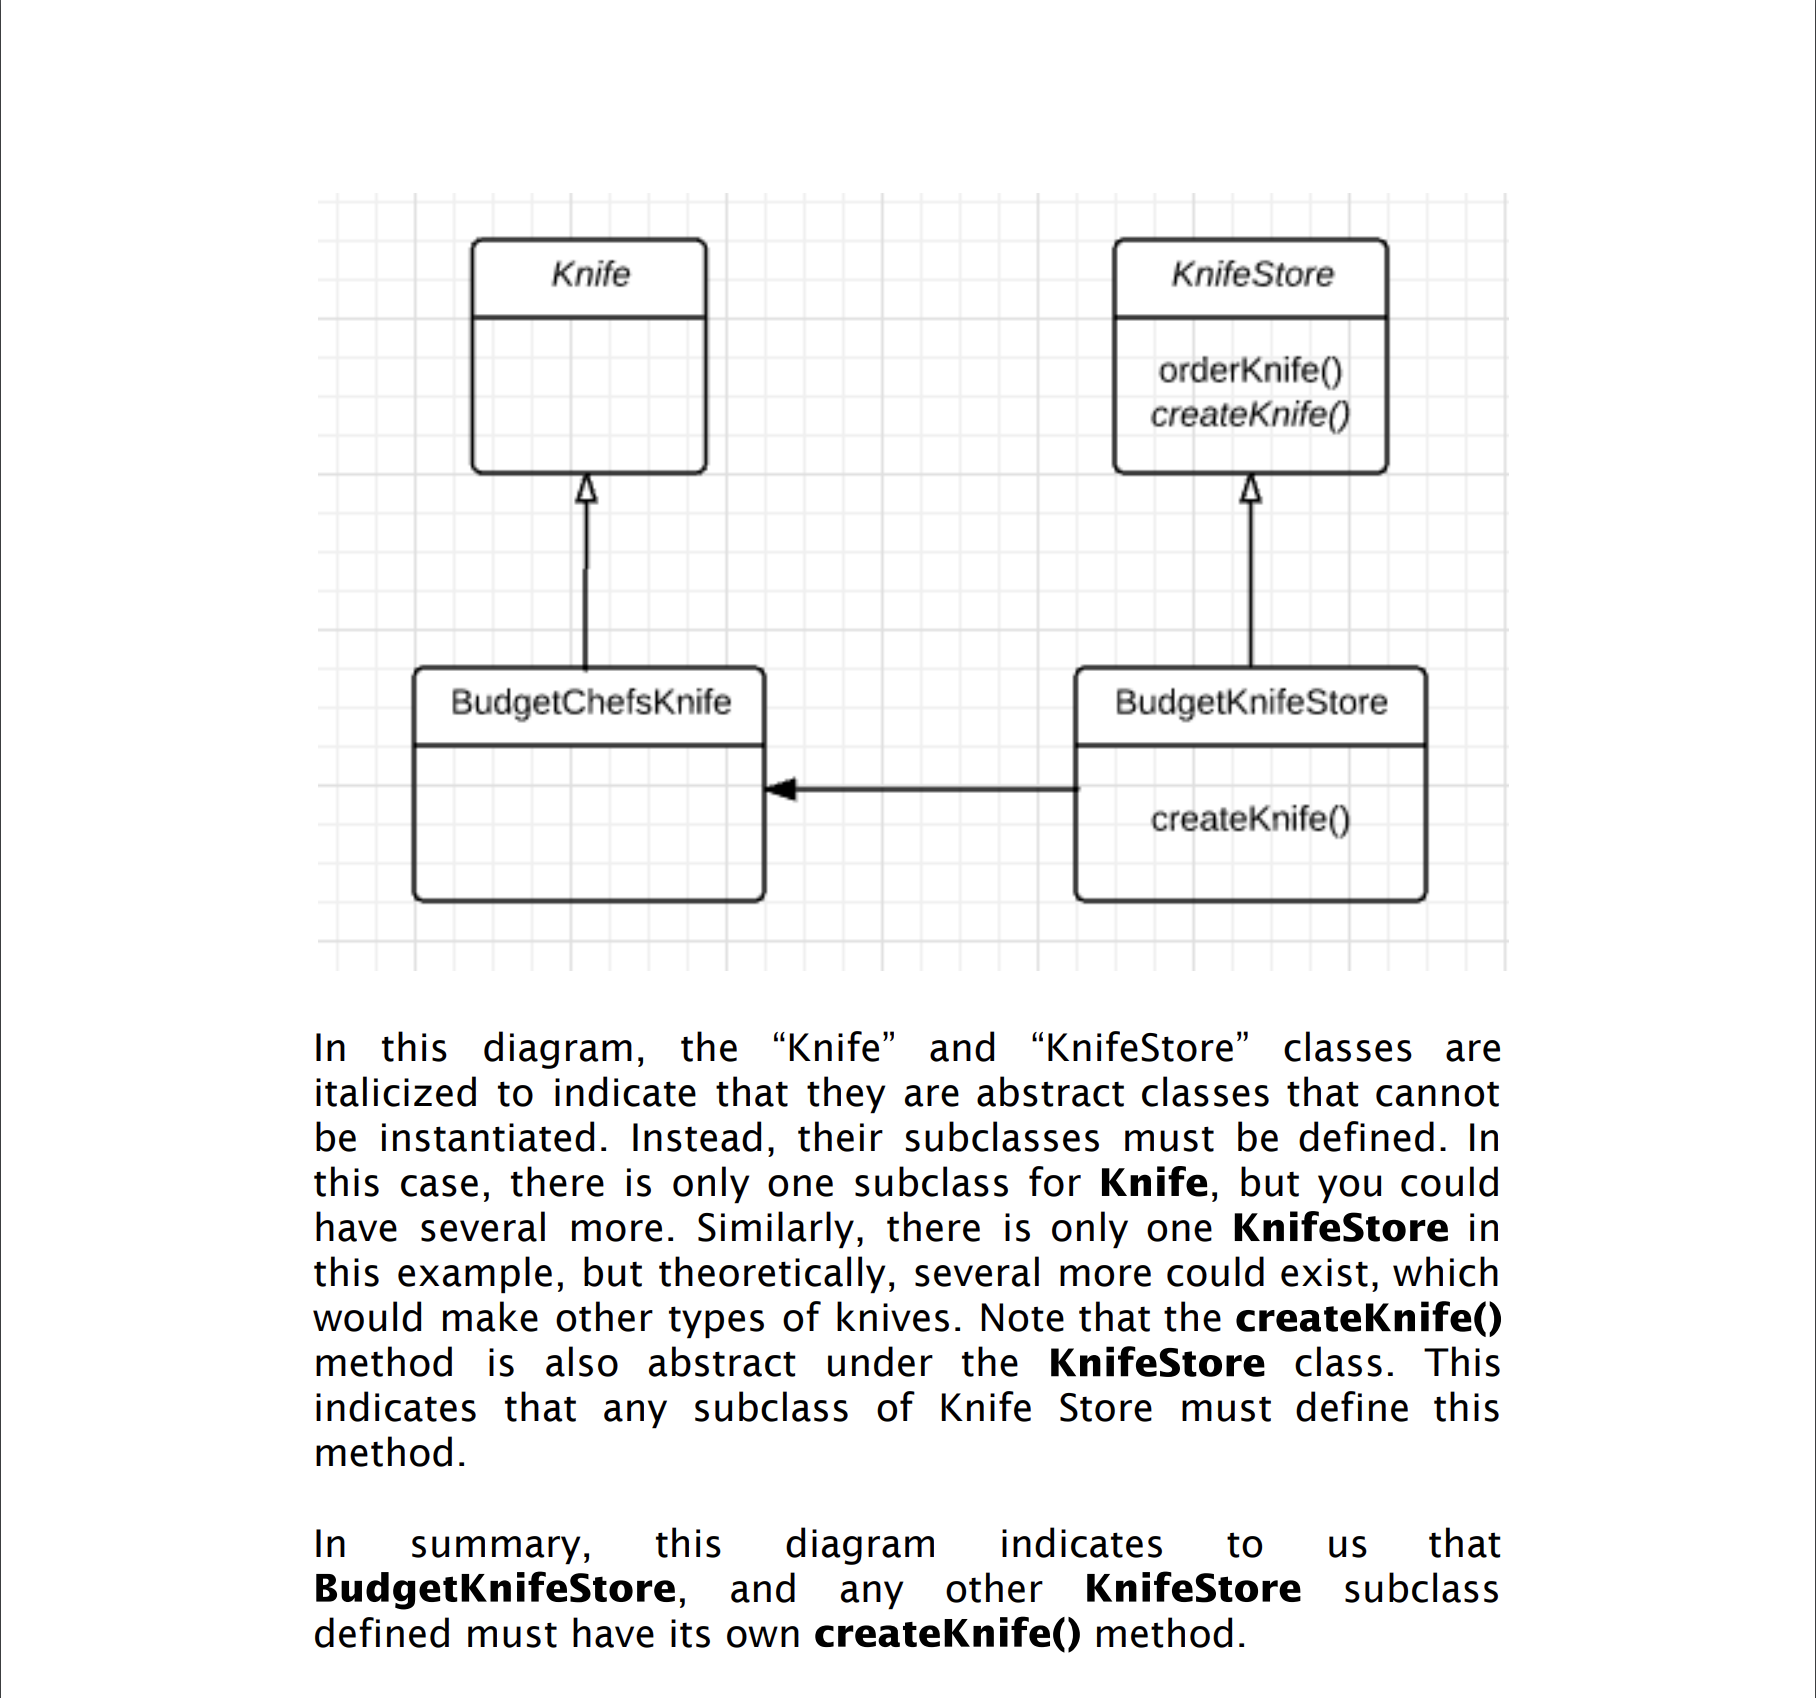 Knife
KnifeStore
orderKnife()
createKnife()
BudgetChefsKnife
BudgetKnifeStore
createKnife()
In this diagram, the “Knife” and “KnifeStore” classes are
italicized to indicate that they are abstract classes that cannot
be instantiated. Instead, their subclasses must be defined. In
this case, there is only one subclass for Knife, but you could
have several more. Similarly, there is only one KnifeStore in
this example, but theoretically, several more could exist, which
would make other types of knives. Note that the createKnife()
method is also abstract under the KnifeStore class. This
indicates that any subclass of Knife Store must define this
method.
In summary, this diagram indicates to us that
BudgetKnifeStore, and any other KnifeStore subclass
defined must have its own createKnife() method.